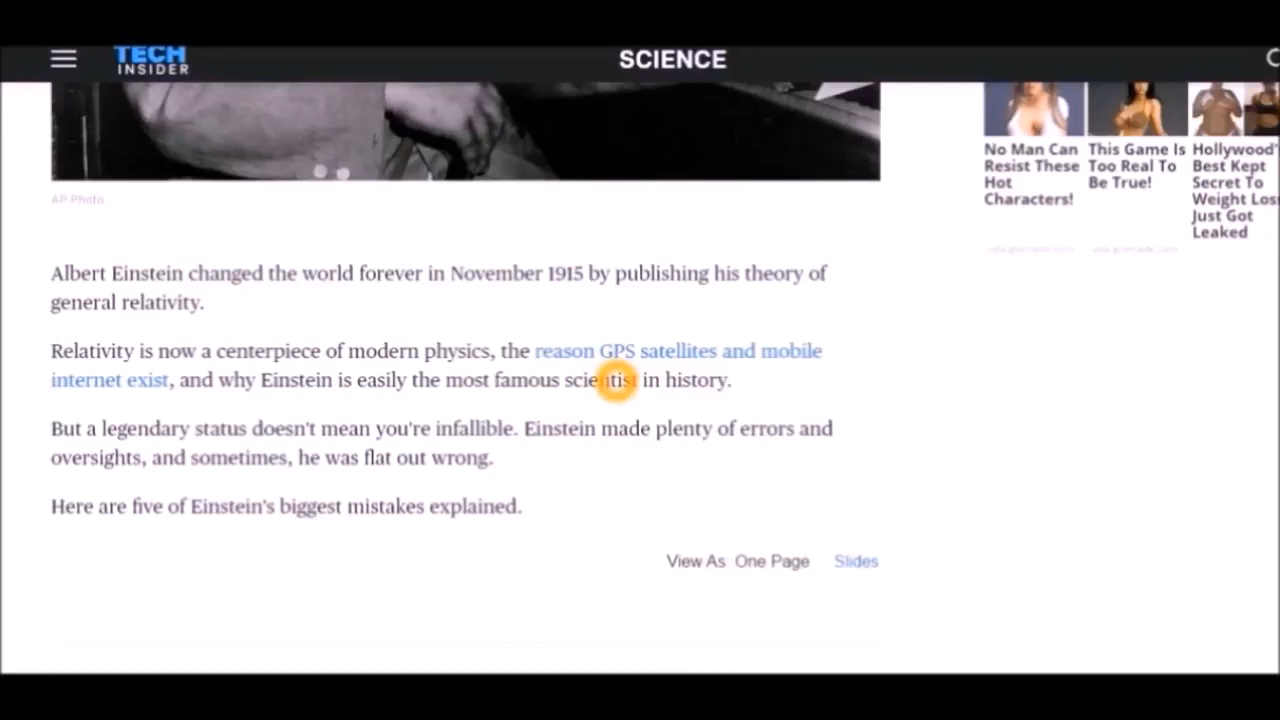 TECH
INSIDER
SCIENCE
AP Photo
Albert Einstein changed the world forever in November 1915 by publishing his theory of
general relativity.
Relativity is now a centerpiece of modern physics, the reason GPS satellites and mobile
internet exist, and why Einstein is easily the most famous scientist in history.
But a legendary status doesn't mean you're infallible. Einstein made plenty of errors and
oversights, and sometimes, he was flat out wrong.
Here are five of Einstein's biggest mistakes explained.
View As One Page Slides
No Man Can
Resist These
Hot
Characters!
This Game Is
Too Real To
Be True!
Hollywood'
Best Kept
Secret To
Weight Los
Just Got
Leaked